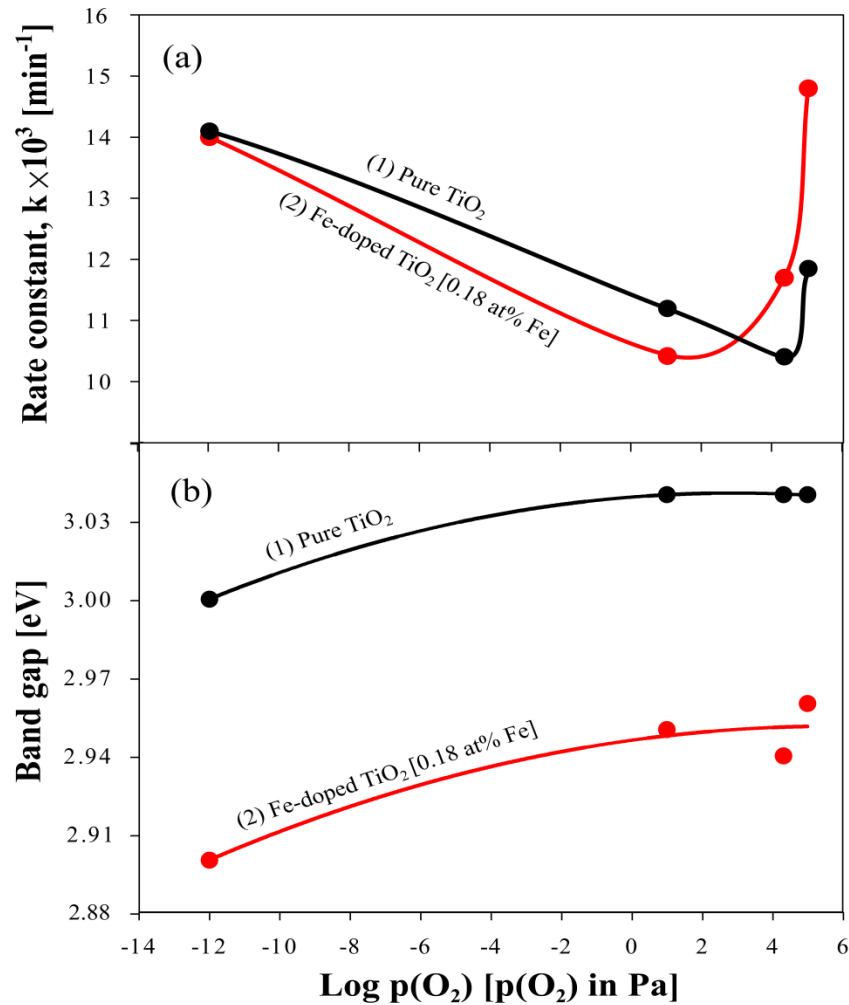 (a)
Rate constant, k ×10³ [min⁻¹]
16
15
14
13
12
11
10
(1) Pure TiO₂
(2) Fe-doped TiO₂ [0.18 at% Fe]
(b)
Band gap [eV]
3.03
3.00
2.97
2.94
2.91
2.88
(1) Pure TiO₂
(2) Fe-doped TiO₂ [0.18 at% Fe]
-14 -12 -10 -8 -6 -4 -2 0 2 4 6
Log p(O₂) [p(O₂) in Pa]